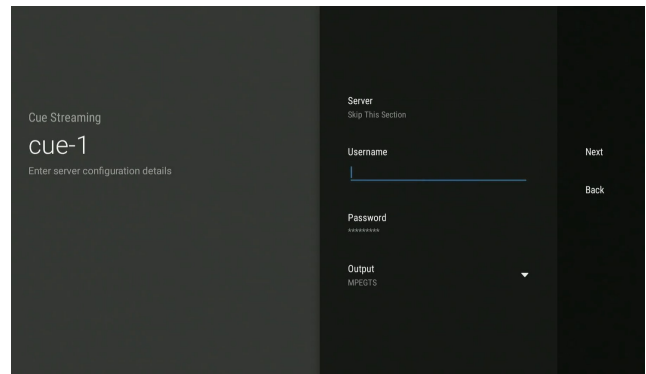 Cue Streaming
cue-1
Enter server configuration details
Server
Skip This Section
Username
Password
*********
Output
MPEGTS
Next
Back